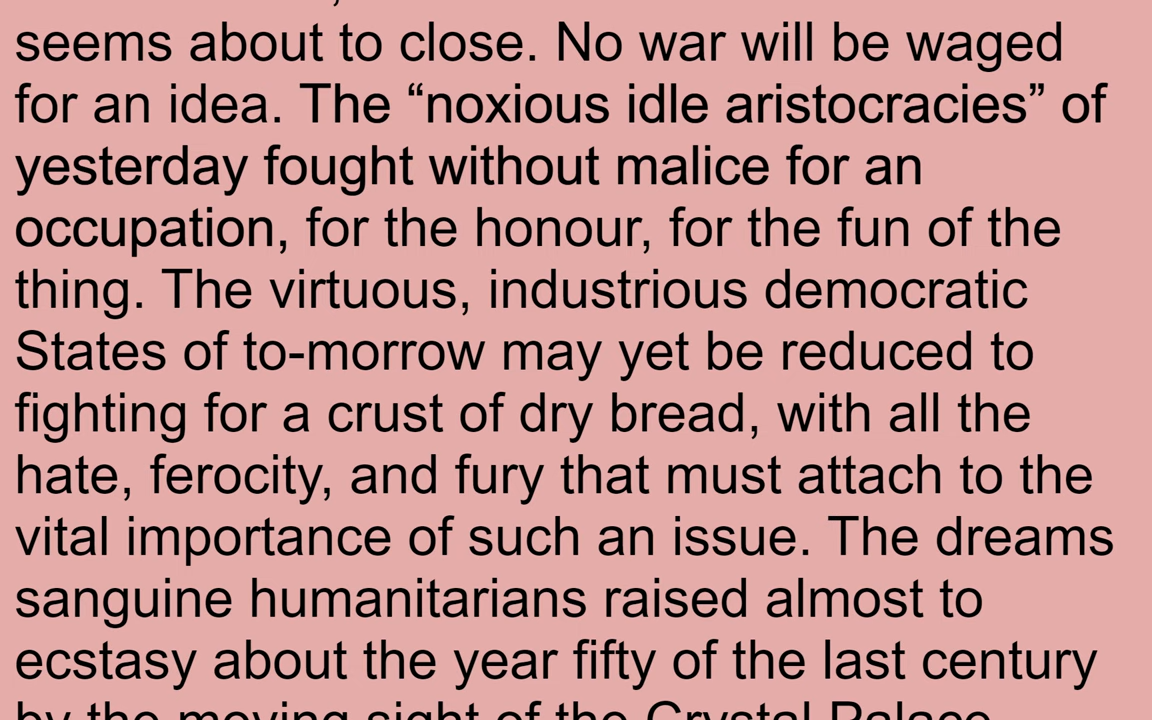 seems about to close. No war will be waged
for an idea. The “noxious idle aristocracies” of
yesterday fought without malice for an
occupation, for the honour, for the fun of the
thing. The virtuous, industrious democratic
States of to-morrow may yet be reduced to
fighting for a crust of dry bread, with all the
hate, ferocity, and fury that must attach to the
vital importance of such an issue. The dreams
sanguine humanitarians raised almost to
ecstasy about the year fifty of the last century
by the moving sight of the Crystal Palace